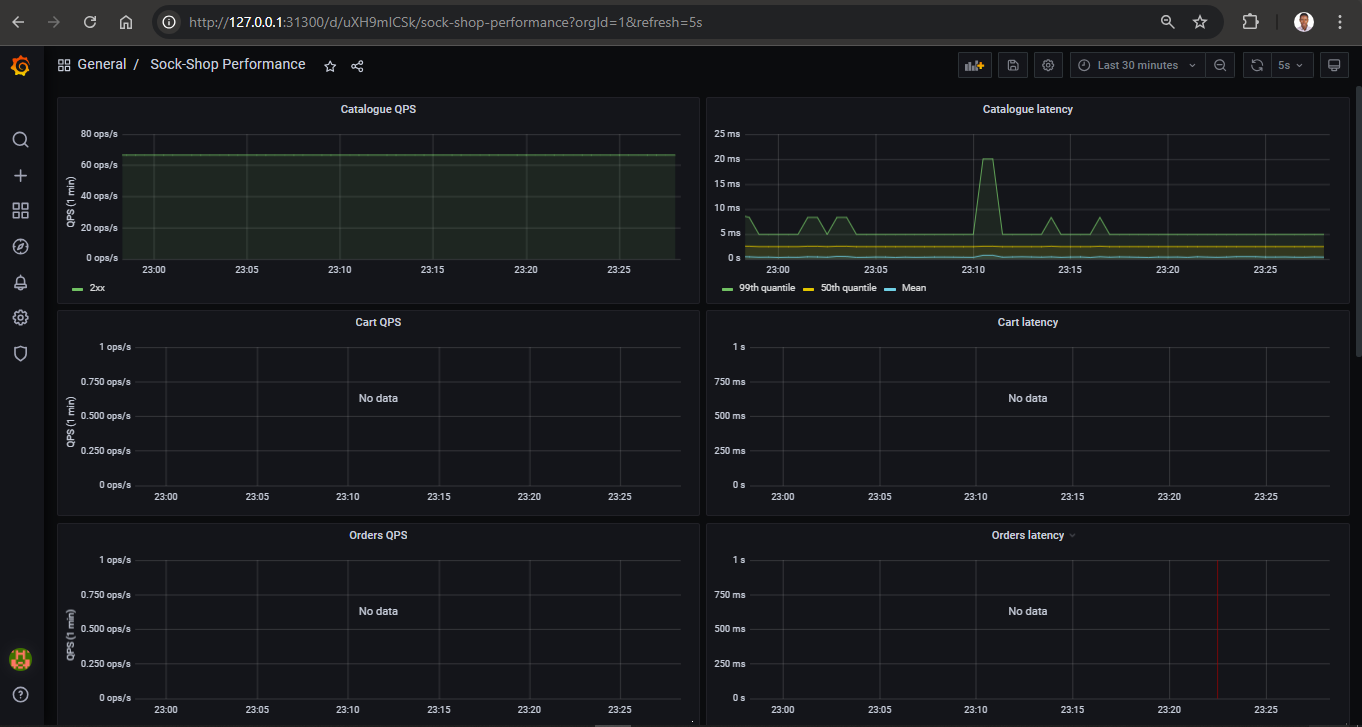 http://127.0.0.1:31300/d/uXH9mlCSk/sock-shop-performance?orgId=1&refresh=5s
General / Sock-Shop Performance
Last 30 minutes
5s
Catalogue QPS
QPS (1 min)
80 ops/s
60 ops/s
40 ops/s
20 ops/s
0 ops/s
23:00 23:05 23:10 23:15 23:20 23:25
2xx
Catalogue latency
25 ms
20 ms
15 ms
10 ms
5 ms
0 s
23:00 23:05 23:10 23:15 23:20 23:25
99th quantile 50th quantile Mean
Cart QPS
QPS (1 min)
1 ops/s
0.750 ops/s
0.500 ops/s
0.250 ops/s
0 ops/s
No data
23:00 23:05 23:10 23:15 23:20 23:25
Cart latency
1 s
750 ms
500 ms
250 ms
0 s
No data
23:00 23:05 23:10 23:15 23:20 23:25
Orders QPS
QPS (1 min)
1 ops/s
0.750 ops/s
0.500 ops/s
0.250 ops/s
0 ops/s
No data
23:00 23:05 23:10 23:15 23:20 23:25
Orders latency
1 s
750 ms
500 ms
250 ms
0 s
No data
23:00 23:05 23:10 23:15 23:20 23:25